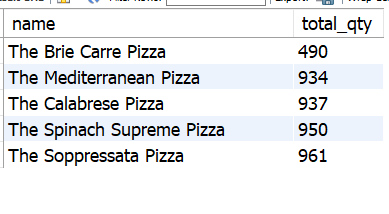 name total_qty
The Brie Carre Pizza 490
The Mediterranean Pizza 934
The Calabrese Pizza 937
The Spinach Supreme Pizza 950
The Soppressata Pizza 961